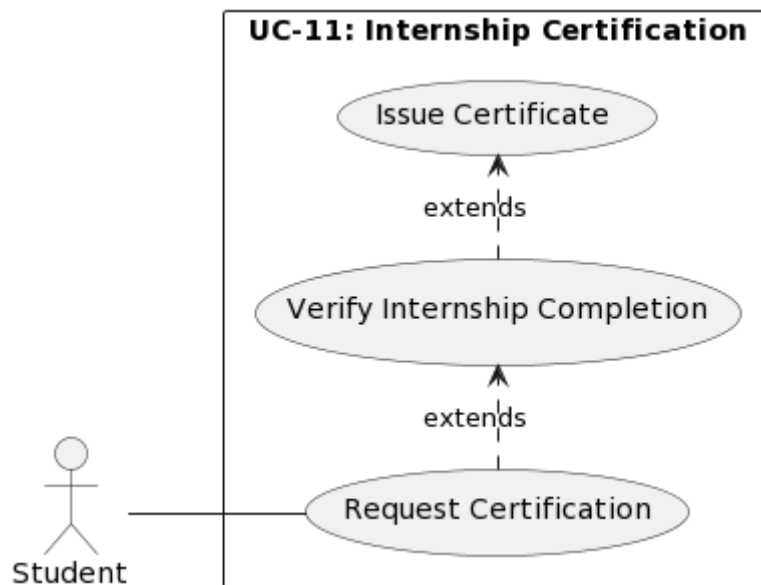 UC-11: Internship Certification
Issue Certificate
extends
Verify Internship Completion
extends
Request Certification
Student